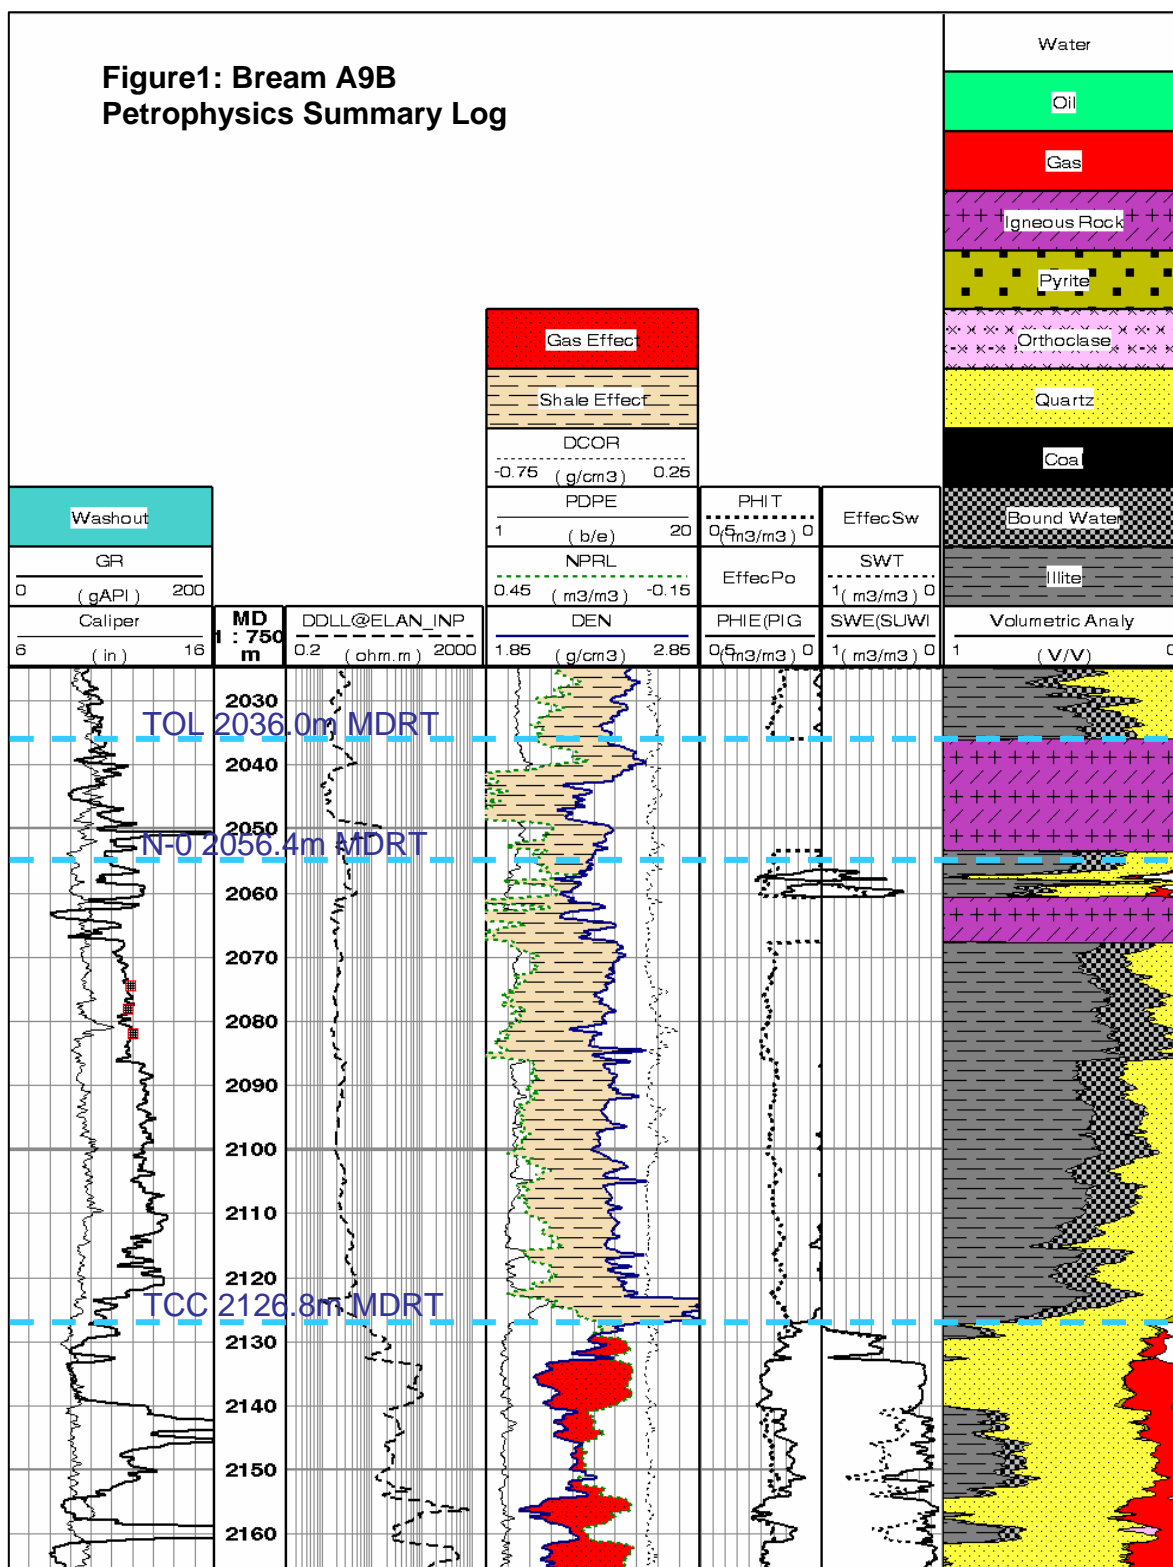 Figure1: Bream A9B
Petrophysics Summary Log
Water
Oil
Gas
Igneous Rock
Pyrite
Orthoclase
Quartz
Coal
Bound Water
Illite
Volumetric Analy
1 (V/V) 0
Gas Effect
Shale Effect
DCOR
-0.75 (g/cm3) 0.25
PDPE
1 (b/e) 20
NPRL
0.45 (m3/m3) -0.15
DEN
1.85 (g/cm3) 2.85
PHIT
0.5 (m3/m3) 0
EffecPo
PHIE(PIG
0.5 (m3/m3) 0
EffecSw
SWT
1 (m3/m3) 0
SWE(SUWI
1 (m3/m3) 0
Washout
GR
0 (gAPI) 200
Caliper
6 (in) 16
MD
1 : 750
m
DDLL@ELAN_INP
0.2 (ohm.m) 2000
2030
TOL 2036.0m MDRT
2040
2050
N-0 2056.4m MDRT
2060
2070
2080
2090
2100
2110
2120
TCC 2126.8m MDRT
2130
2140
2150
2160